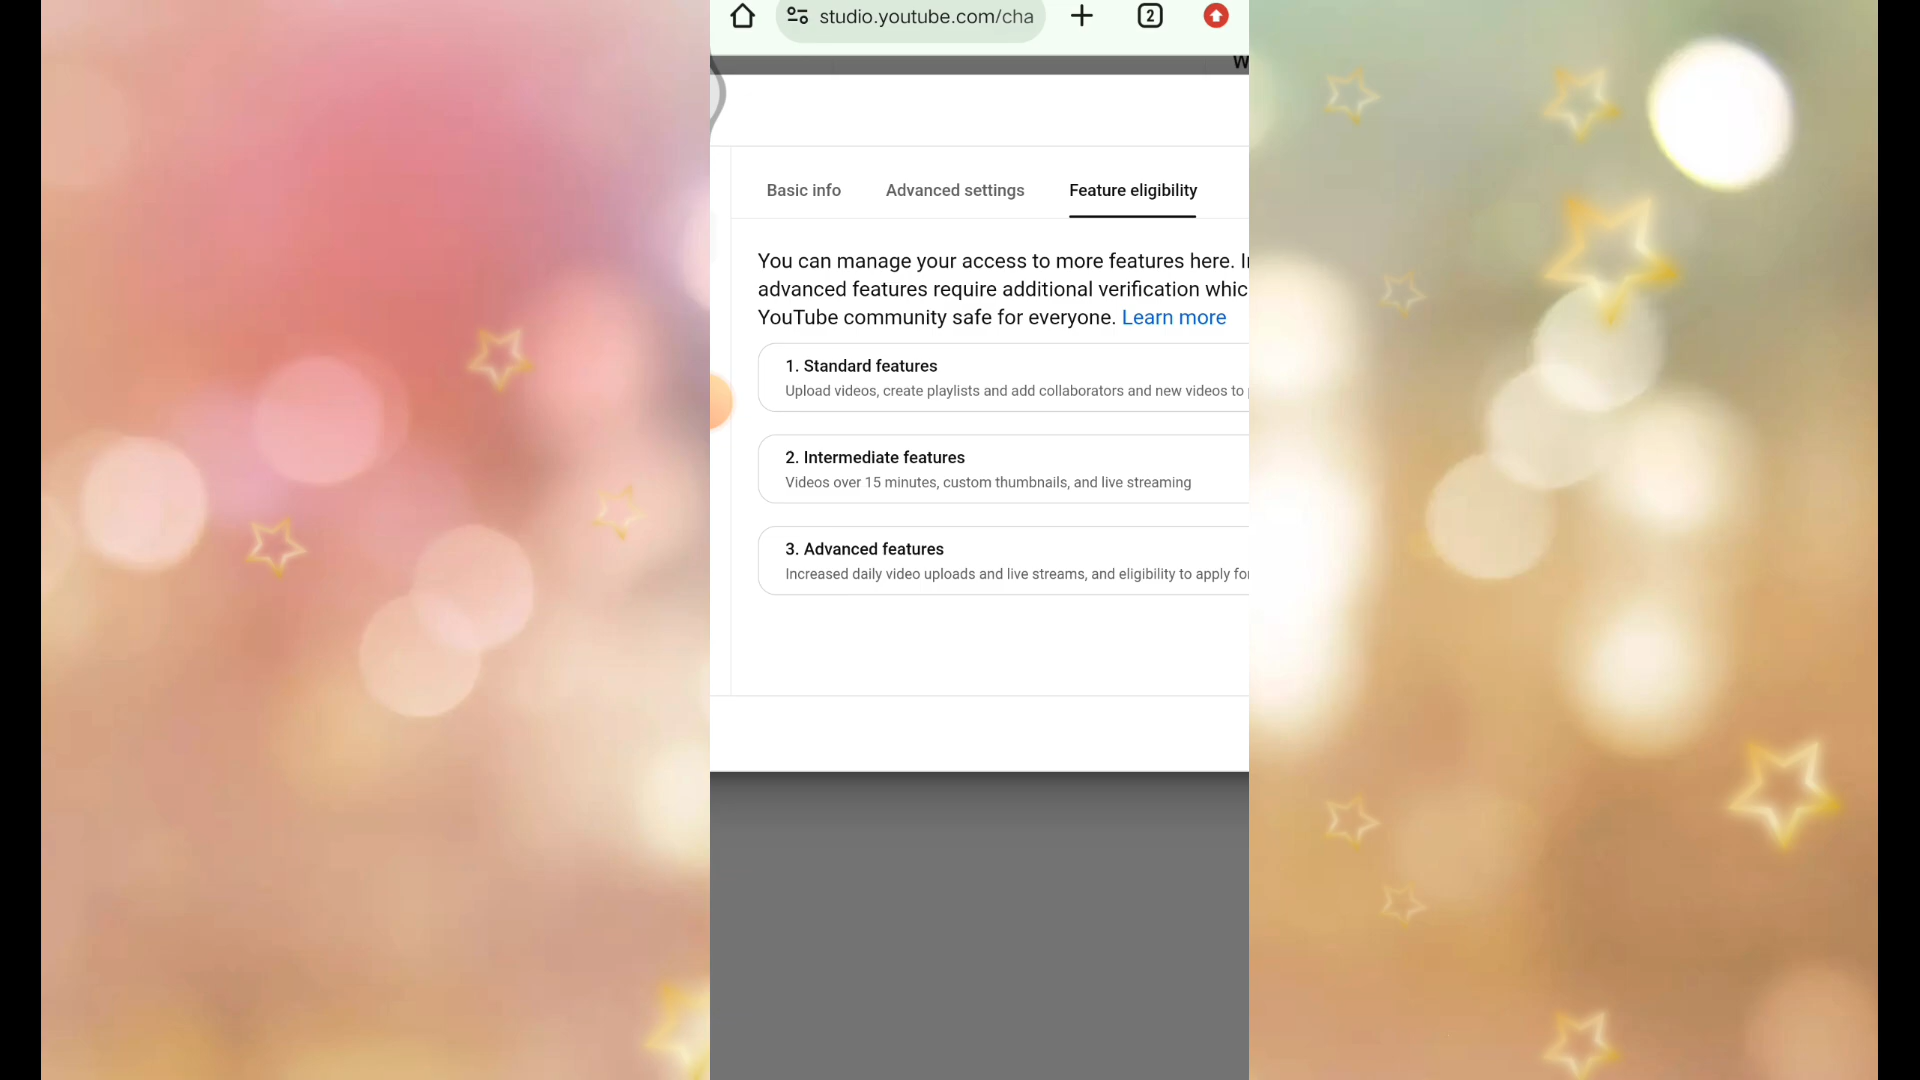 studio.youtube.com/cha
2
W
Basic info
Advanced settings
Feature eligibility
You can manage your access to more features here.
advanced features require additional verification whic
YouTube community safe for everyone. Learn more
1. Standard features
Upload videos, create playlists and add collaborators and new videos to
2. Intermediate features
Videos over 15 minutes, custom thumbnails, and live streaming
3. Advanced features
Increased daily video uploads and live streams, and eligibility to apply for